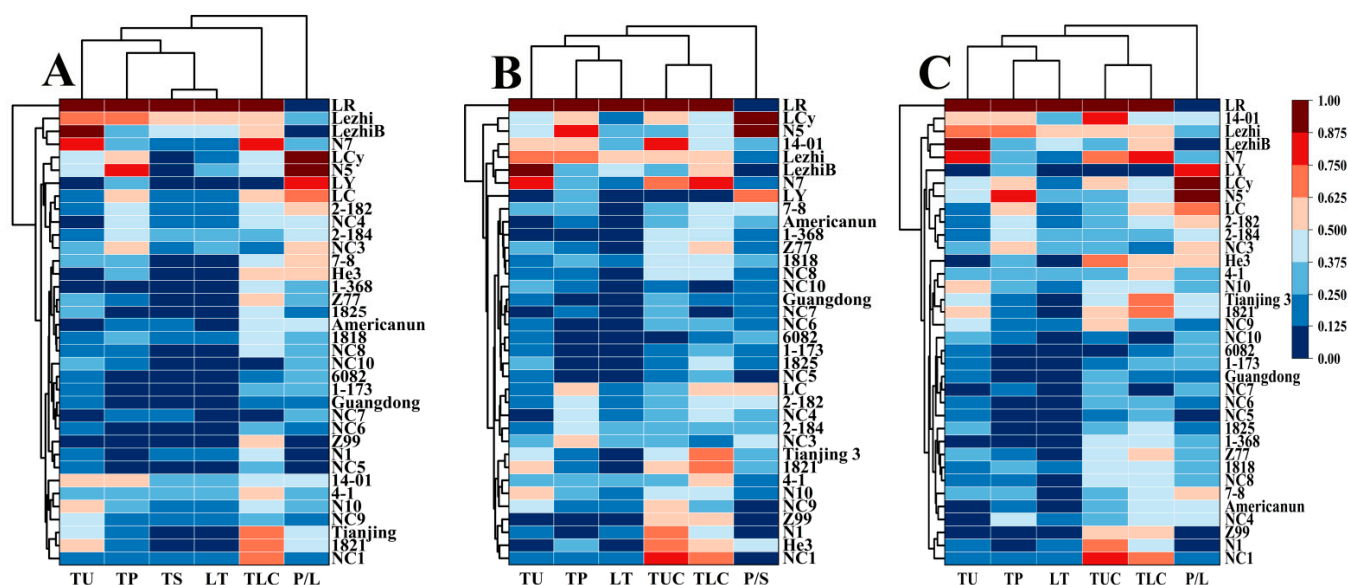 A
LR
Lezhi
LezhiB
N7
LCy
N5
LY
LC
2-182
NC4
2-184
NC3
7-8
He3
1-368
Z77
1825
Americanun
1818
NC8
NC10
6082
1-173
Guangdong
NC7
NC6
Z99
N1
NC5
14-01
4-1
N10
NC9
Tianjing
1821
NC1
TU TP TS LT TLC P/L
B
LR
LCy
N5
14-01
Lezhi
LezhiB
N7
LY
7-8
Americanun
1-368
Z77
1818
NC8
NC10
Guangdong
NC7
NC6
6082
1-173
1825
NC5
LC
2-182
NC4
2-184
NC3
Tianjing 3
1821
4-1
N10
NC9
Z99
N1
He3
NC1
TU TP LT TUC TLC P/S
C
LR
14-01
Lezhi
LezhiB
N7
LY
LCy
N5
LC
2-182
2-184
NC3
He3
4-1
N10
Tianjing 3
1821
NC9
NC10
6082
1-173
Guangdong
NC7
NC6
NC5
1825
1-368
Z77
1818
NC8
7-8
Americanun
NC4
Z99
N1
NC1
TU TP LT TUC TLC P/L
1.00
0.875
0.750
0.625
0.500
0.375
0.250
0.125
0.00